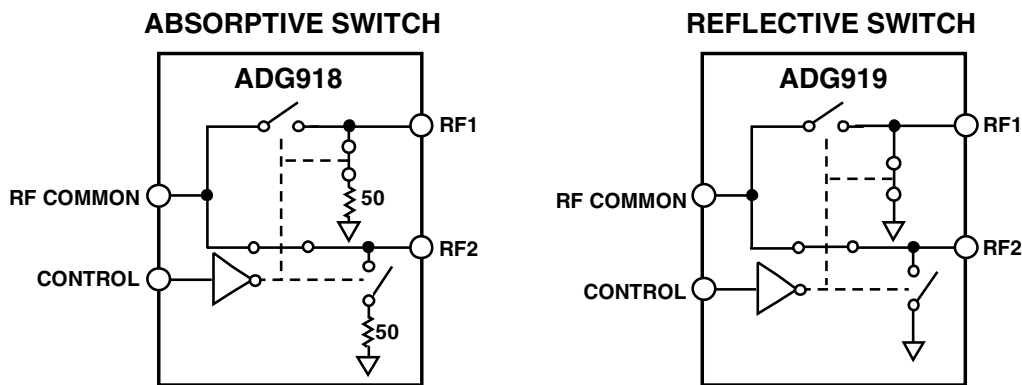 ABSORPTIVE SWITCH
ADG918
RF1
50
RF COMMON
RF2
CONTROL
50
REFLECTIVE SWITCH
ADG919
RF1
RF COMMON
RF2
CONTROL